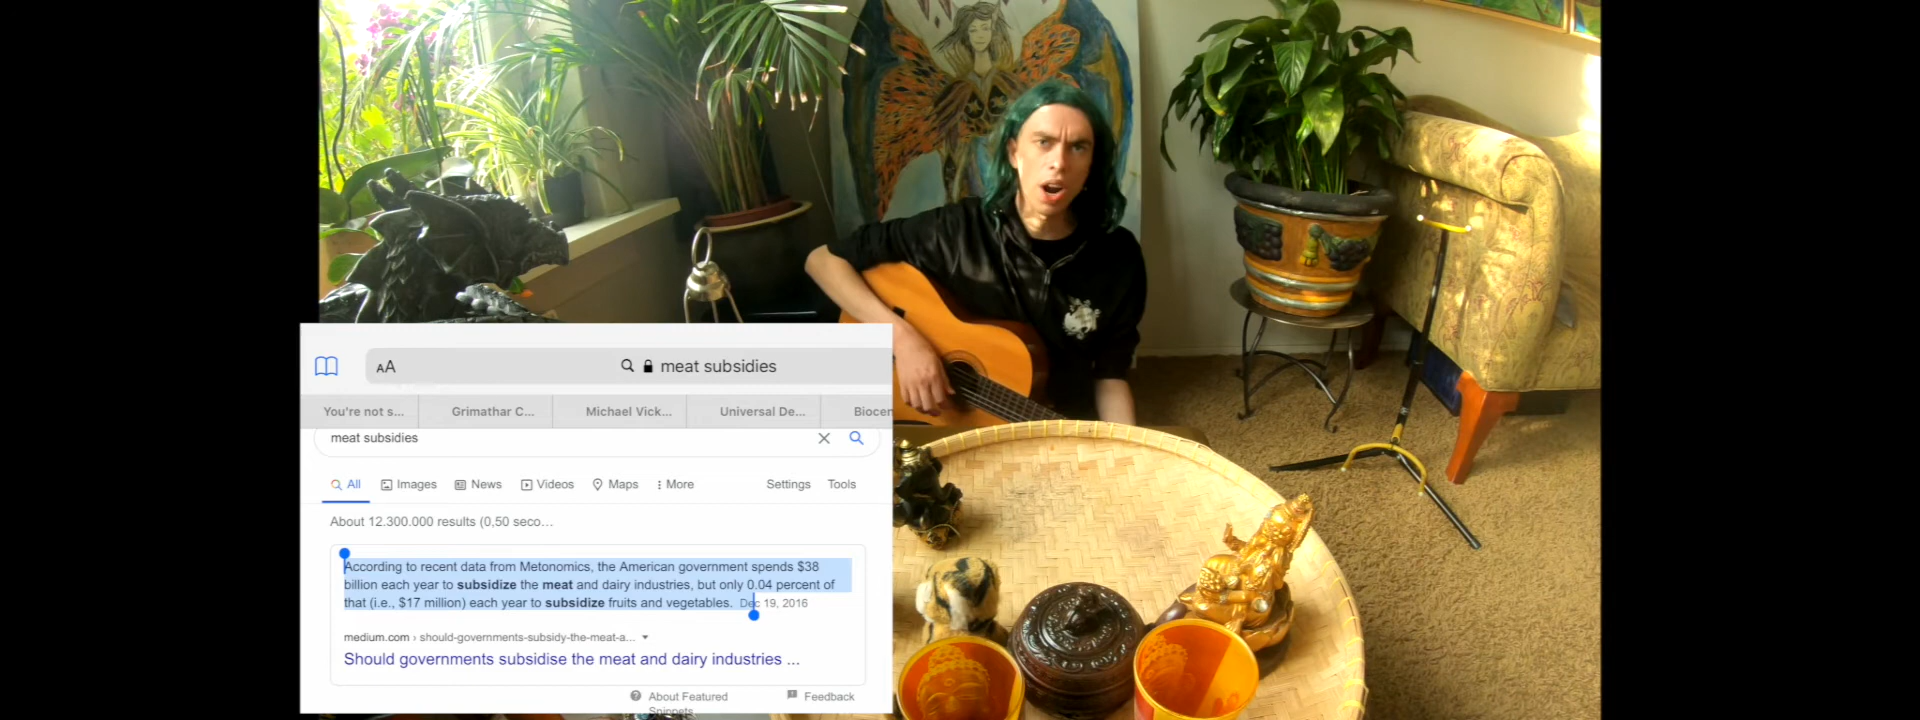 AA meat subsidies
You're not s... Grimathar C... Michael Vick... Universal De... Biocen
meat subsidies
All Images News Videos Maps More Settings Tools
About 12.300.000 results (0,50 seco...
According to recent data from Metonomics, the American government spends $38
billion each year to subsidize the meat and dairy industries, but only 0.04 percent of
that (i.e., $17 million) each year to subsidize fruits and vegetables. Dec 19, 2016
medium.com › should-governments-subsidy-the-meat-a...
Should governments subsidise the meat and dairy industries ...
About Featured Feedback
Snippets